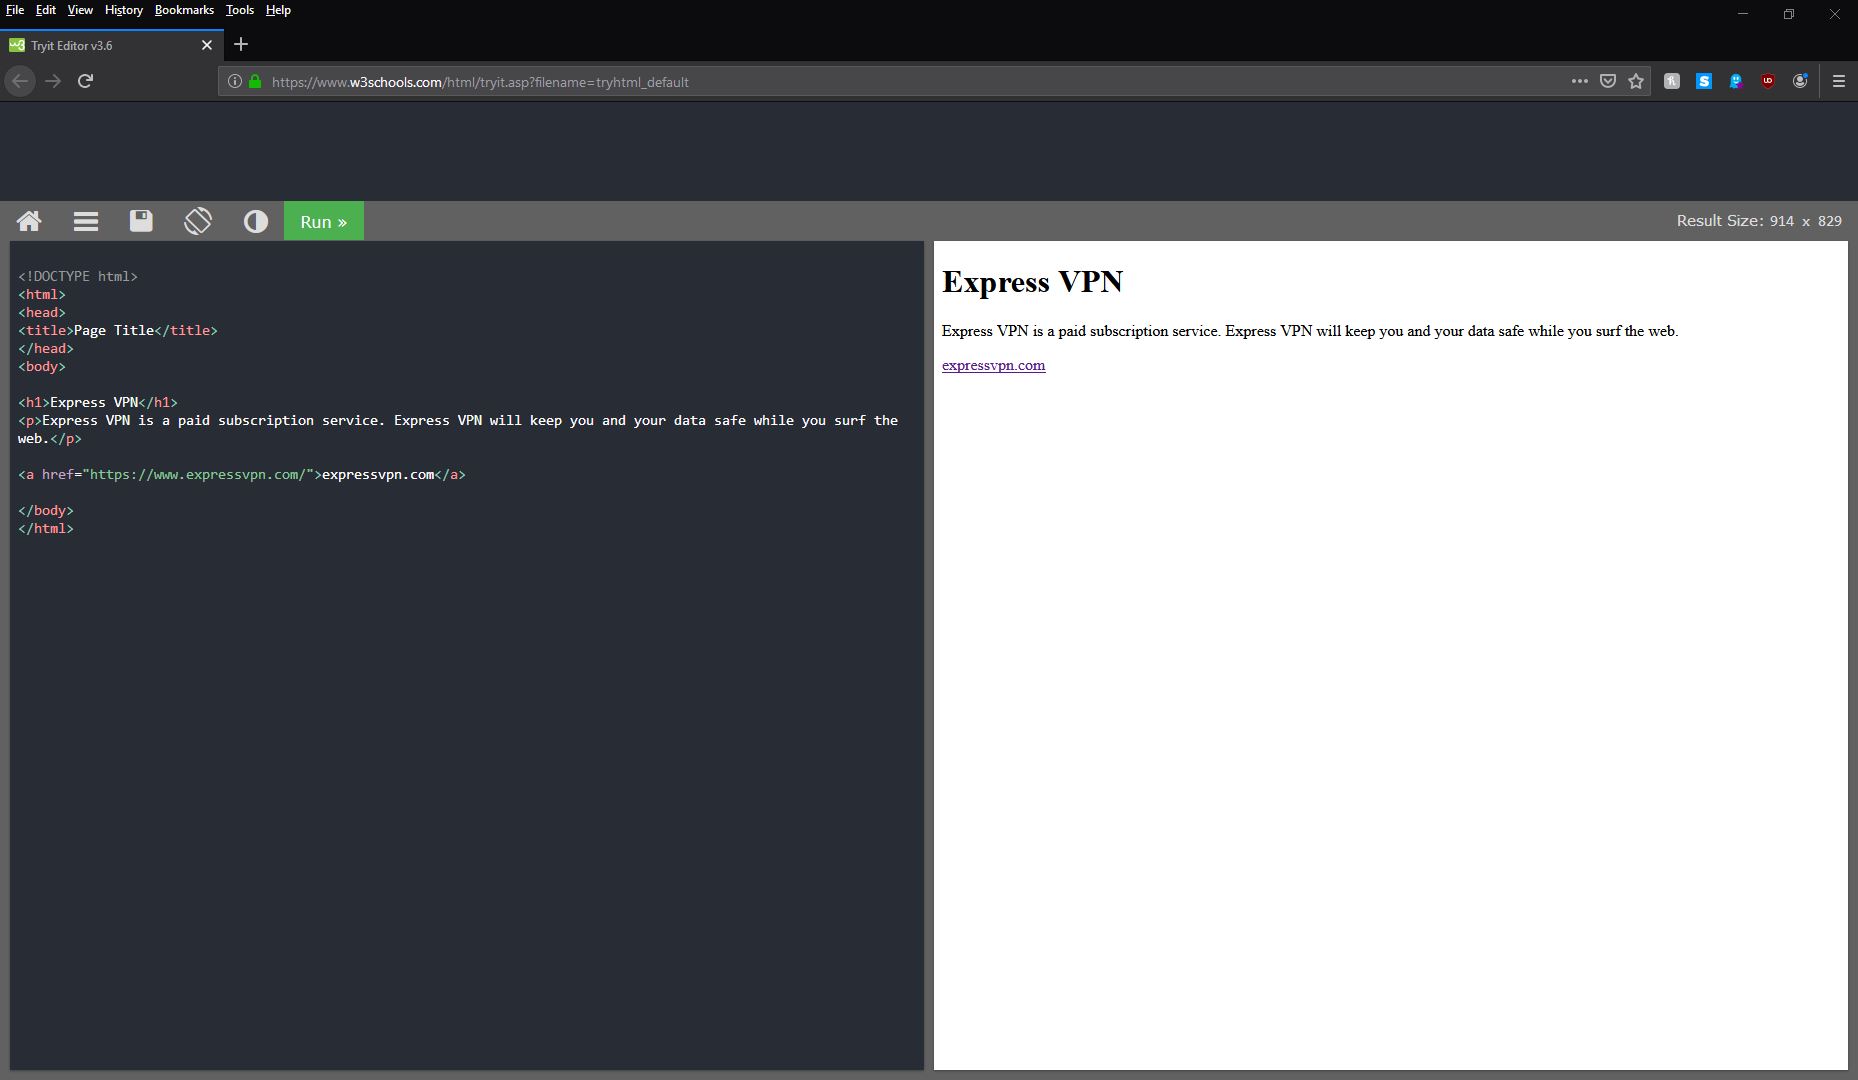 File Edit View History Bookmarks Tools Help
Tryit Editor v3.6
https://www.w3schools.com/html/tryit.asp?filename=tryhtml_default
Run »
Result Size: 914 x 829
<!DOCTYPE html>
<html>
<head>
<title>Page Title</title>
</head>
<body>
<h1>Express VPN</h1>
<p>Express VPN is a paid subscription service. Express VPN will keep you and your data safe while you surf the
web.</p>
<a href="https://www.expressvpn.com/">expressvpn.com</a>
</body>
</html>
Express VPN
Express VPN is a paid subscription service. Express VPN will keep you and your data safe while you surf the web.
expressvpn.com